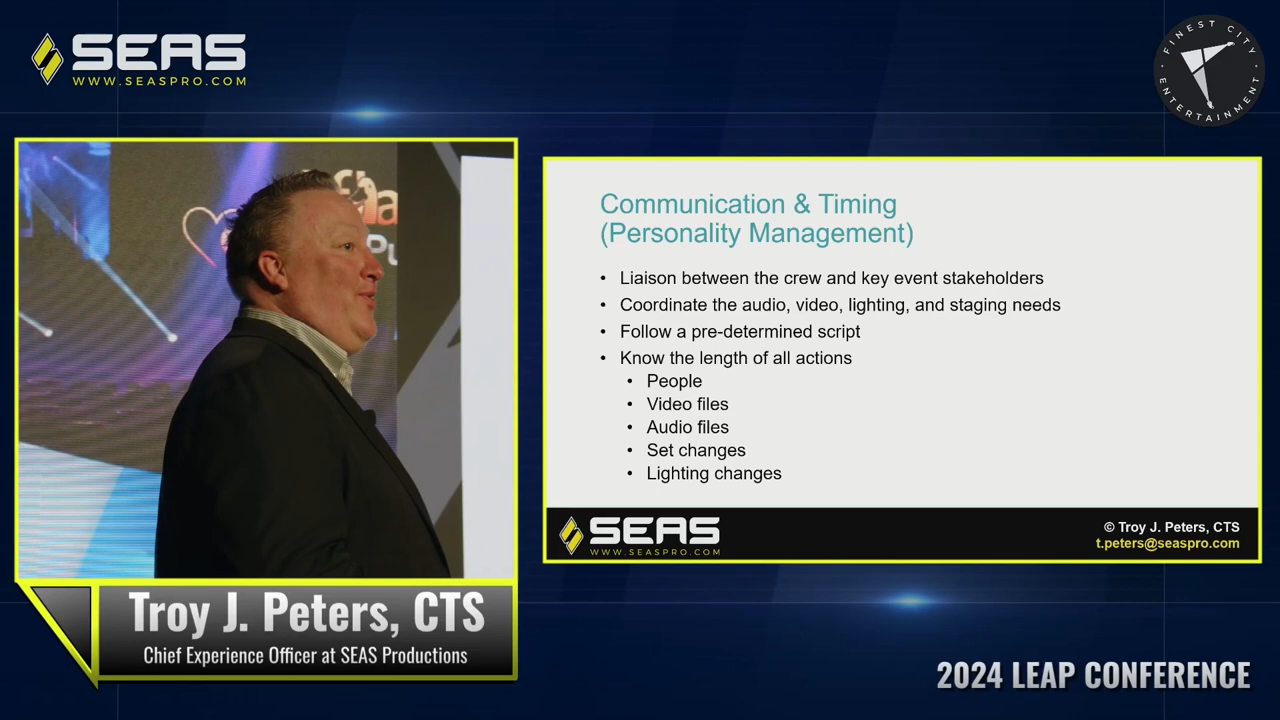 SEAS
WWW.SEASPRO.COM
FINEST CITY
ENTERTAINMENT
Communication & Timing
(Personality Management)
• Liaison between the crew and key event stakeholders
• Coordinate the audio, video, lighting, and staging needs
• Follow a pre-determined script
• Know the length of all actions
• People
• Video files
• Audio files
• Set changes
• Lighting changes
SEAS
WWW.SEASPRO.COM
© Troy J. Peters, CTS
t.peters@seaspro.com
Troy J. Peters, CTS
Chief Experience Officer at SEAS Productions
2024 LEAP CONFERENCE